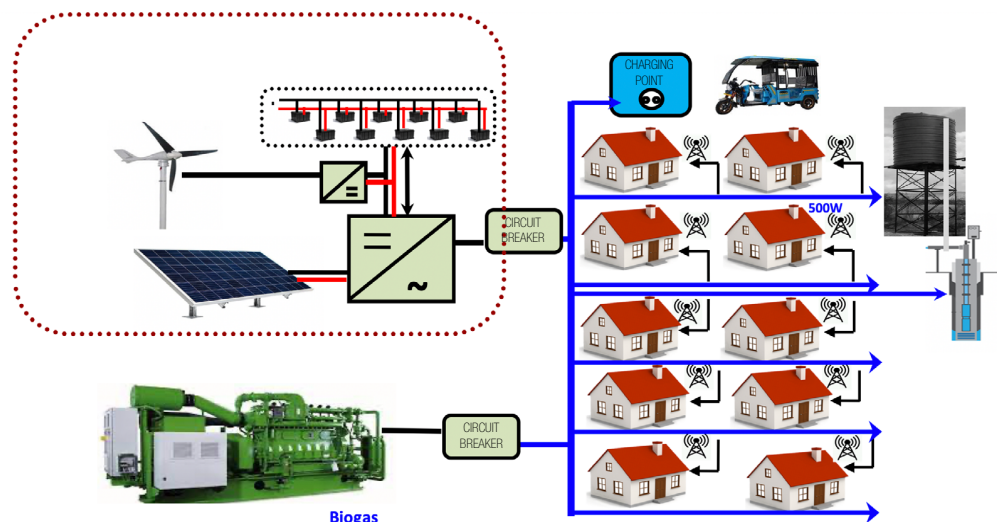 CHARGING
POINT
500W
CIRCUIT
BREAKER
CIRCUIT
BREAKER
Biogas